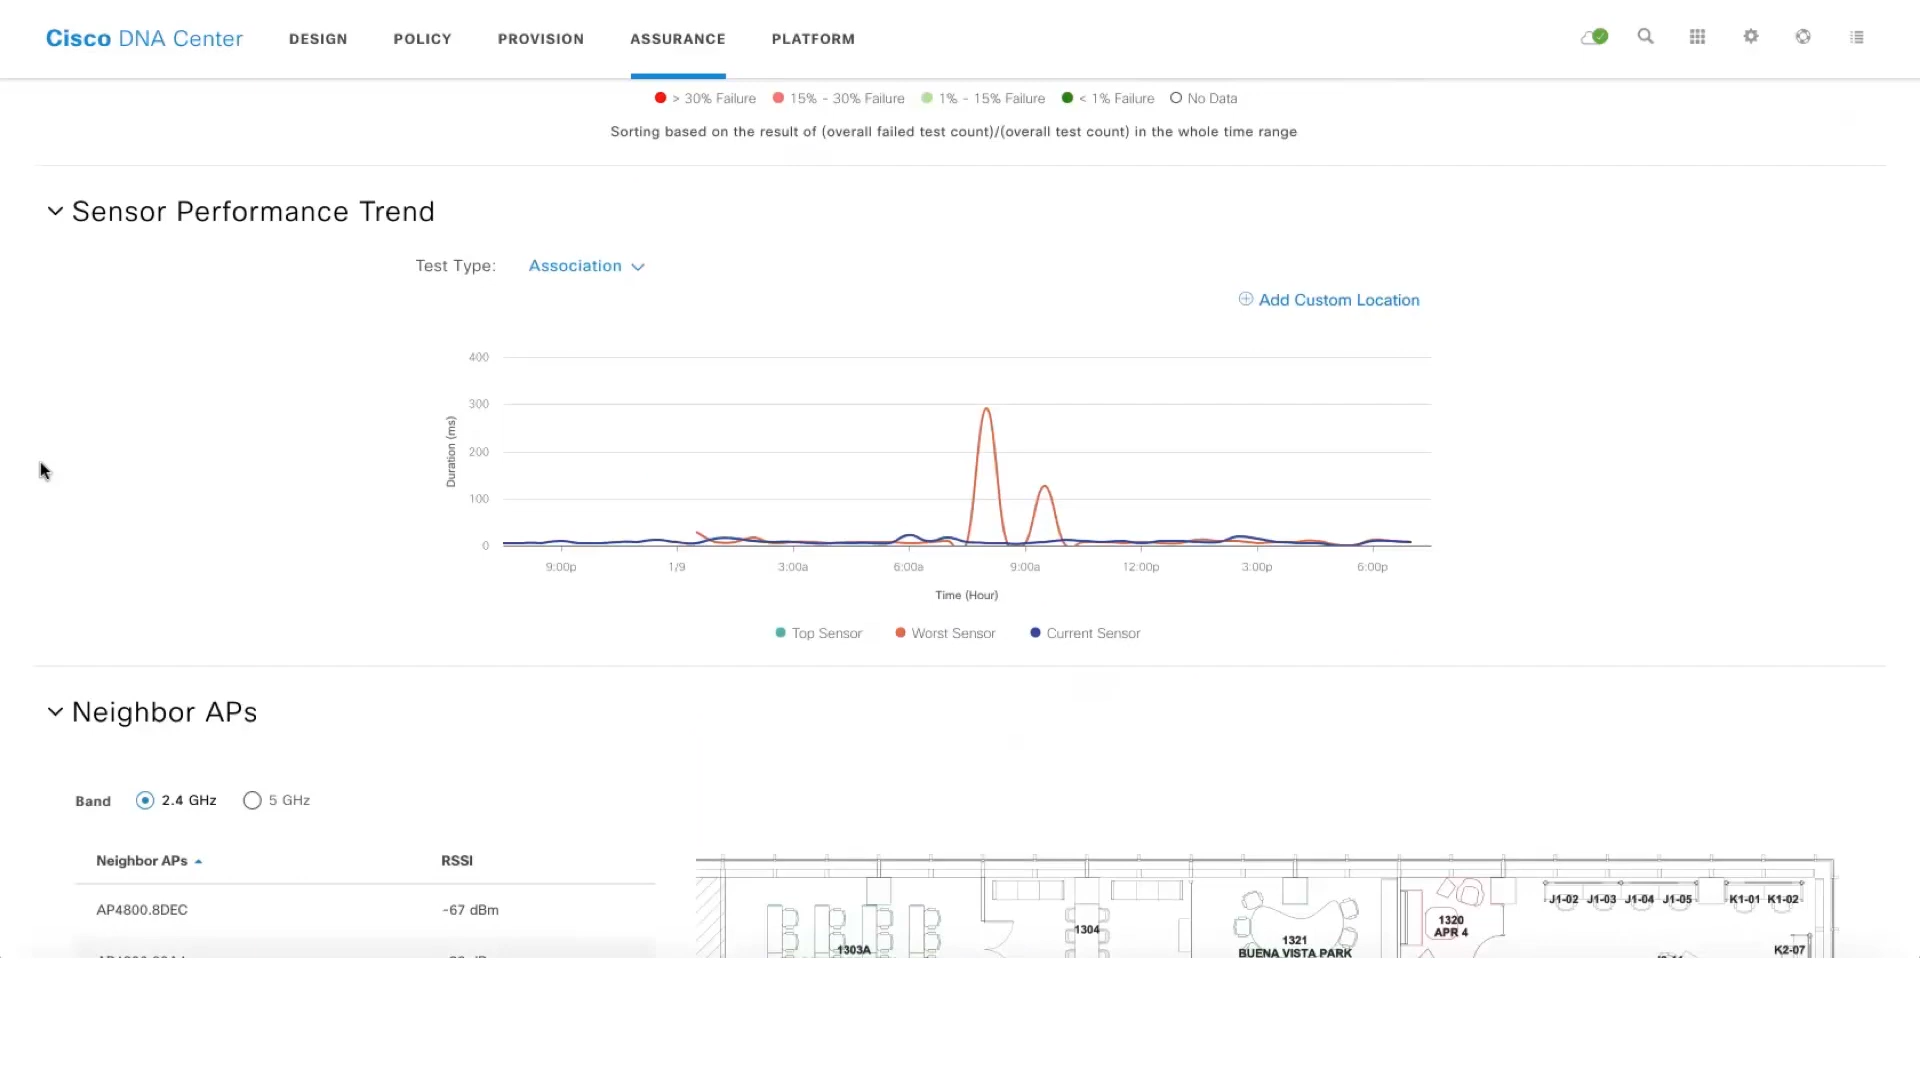 Cisco DNA Center DESIGN POLICY PROVISION ASSURANCE PLATFORM
> 30% Failure 15% - 30% Failure 1% - 15% Failure < 1% Failure No Data
Sorting based on the result of (overall failed test count)/(overall test count) in the whole time range
Sensor Performance Trend
Test Type: Association
Add Custom Location
400
300
200
100
0
Duration (ms)
9:00p 1/9 3:00a 6:00a 9:00a 12:00p 3:00p 6:00p
Time (Hour)
Top Sensor Worst Sensor Current Sensor
Neighbor APs
Band 2.4 GHz 5 GHz
Neighbor APs RSSI
AP4800.8DEC -67 dBm
1303A
1304
1321
BUENA VISTA PARK
1320
APR 4
J1-02 J1-03 J1-04 J1-05 K1-01 K1-02
K2-07